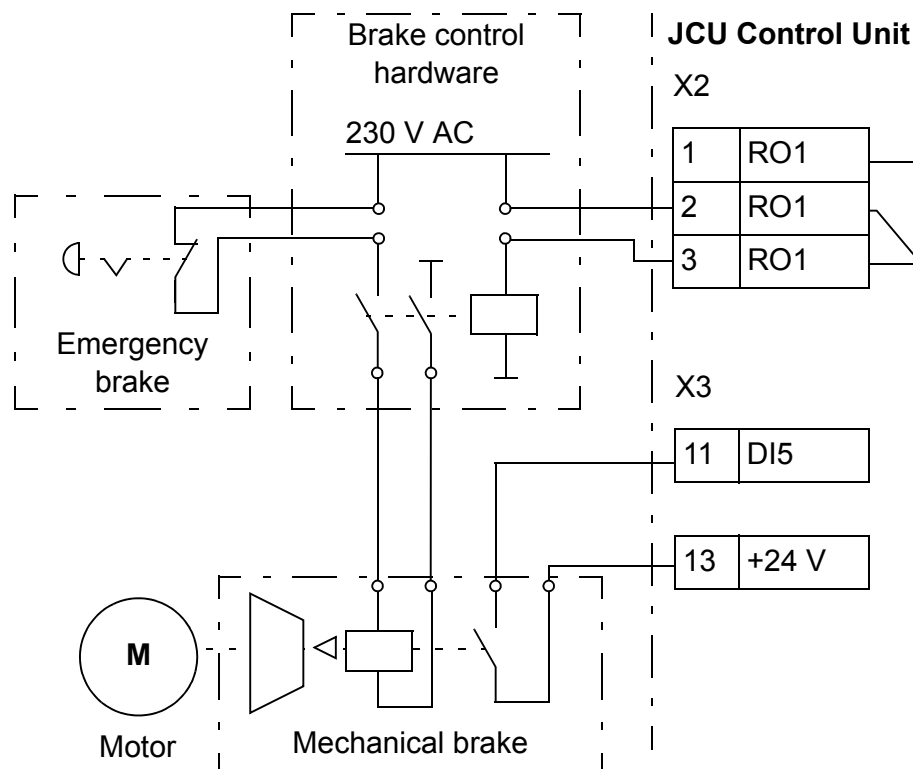 Brake control
hardware
JCU Control Unit
X2
230 V AC
1 RO1
2 RO1
3 RO1
Emergency
brake
X3
11 DI5
13 +24 V
M
Motor
Mechanical brake